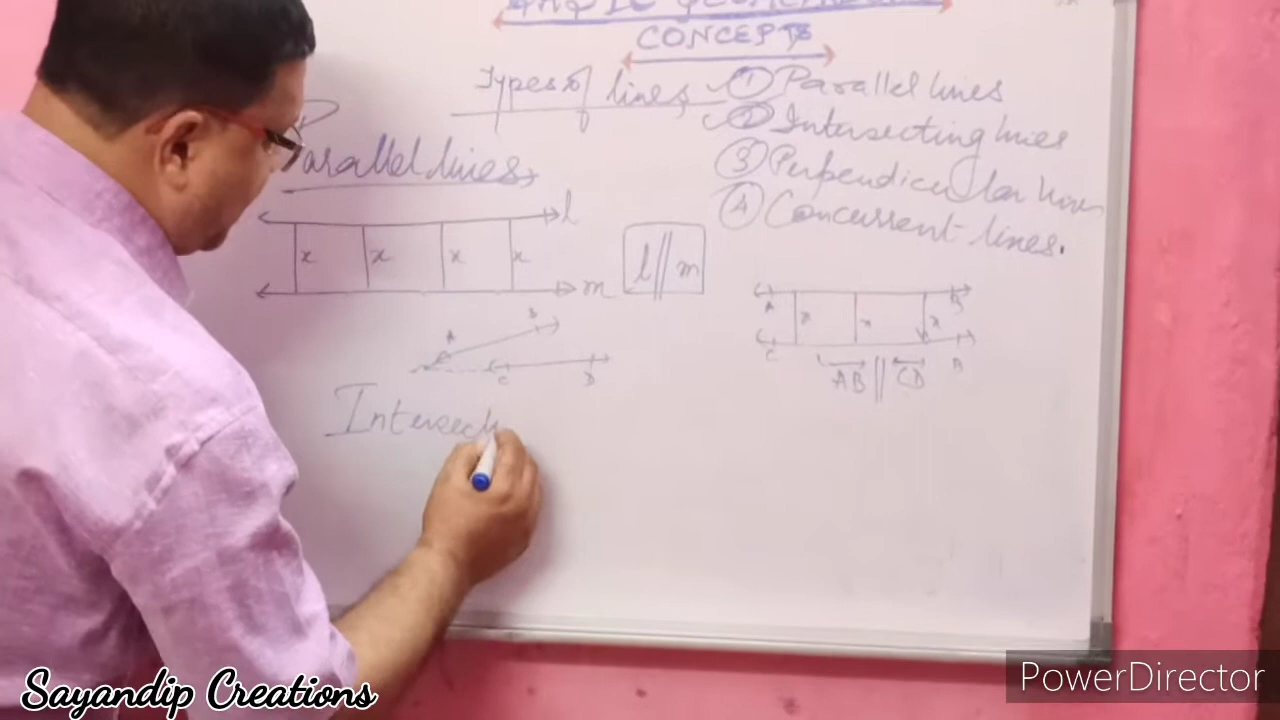 CONCEPTS
Types of lines
① Parallel lines
② Intersecting lines
③ Perpendicular lines
④ Concurrent lines.
Parallel lines
l
x x x x
m
l || m
A B
x x x
C D
AB || CD
A B
C D
Intersecti
Sayandip Creations
PowerDirector